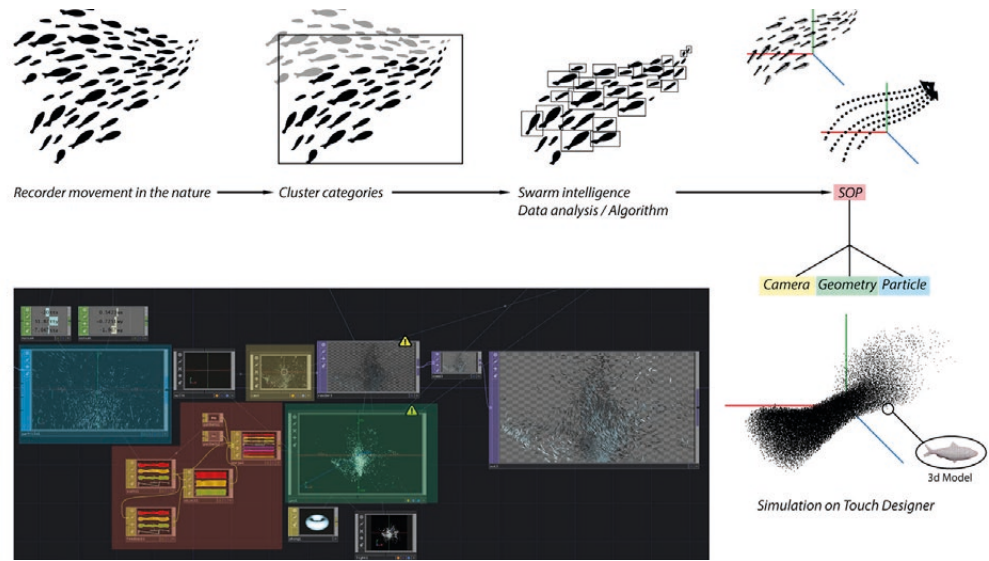 Recorder movement in the nature
Cluster categories
Swarm intelligence
Data analysis / Algorithm
SOP
Camera
Geometry
Particle
3d Model
Simulation on Touch Designer